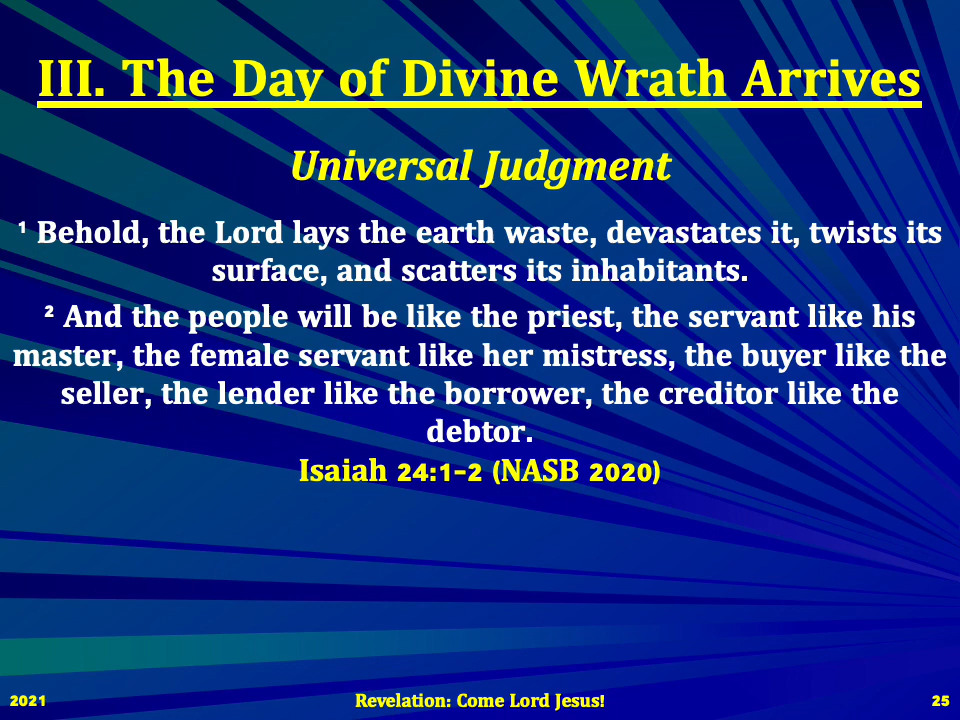 III. The Day of Divine Wrath Arrives
Universal Judgment
¹ Behold, the Lord lays the earth waste, devastates it, twists its
surface, and scatters its inhabitants.
² And the people will be like the priest, the servant like his
master, the female servant like her mistress, the buyer like the
seller, the lender like the borrower, the creditor like the
debtor.
Isaiah 24:1-2 (NASB 2020)
2021
Revelation: Come Lord Jesus!
25